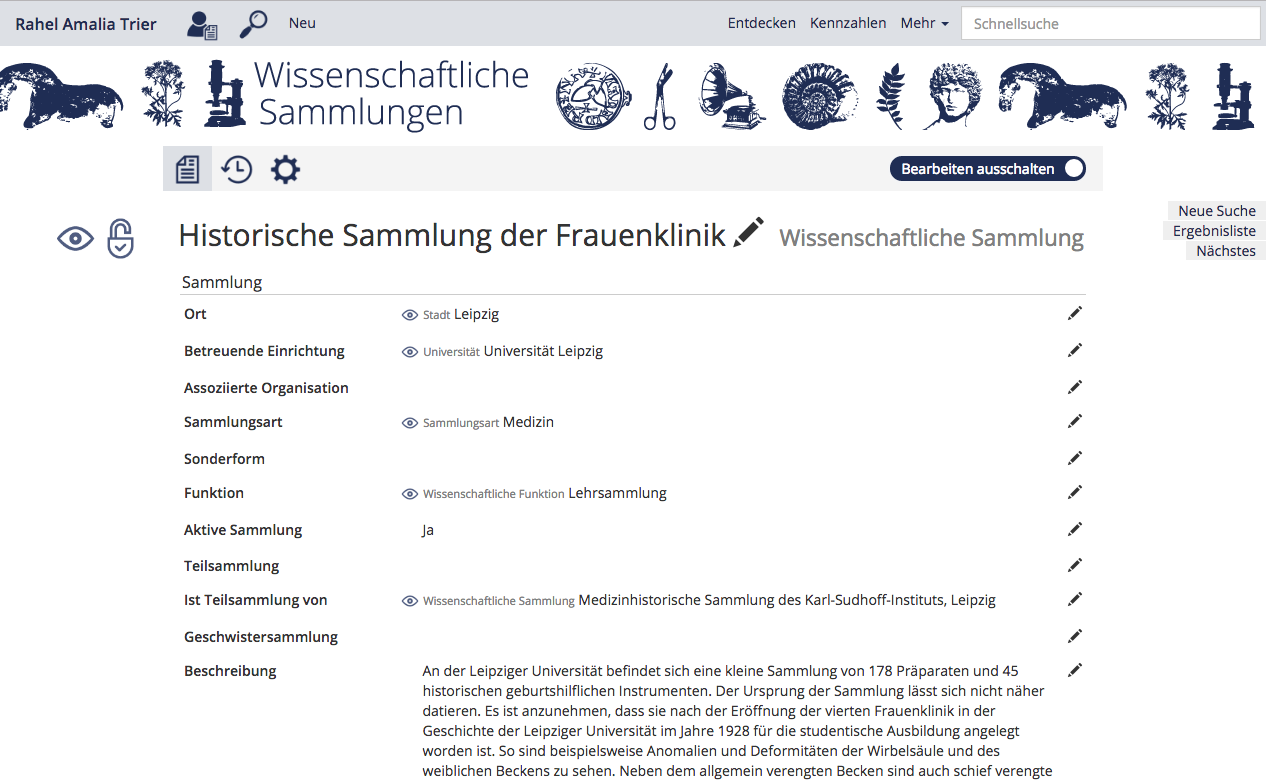 Rahel Amalia Trier Neu Entdecken Kennzahlen Mehr Schnellsuche
Wissenschaftliche
Sammlungen
Bearbeiten ausschalten
Neue Suche
Ergebnisliste
Nächstes
Historische Sammlung der Frauenklinik Wissenschaftliche Sammlung
Sammlung
Ort Stadt Leipzig
Betreuende Einrichtung Universität Universität Leipzig
Assoziierte Organisation
Sammlungsart Sammlungsart Medizin
Sonderform
Funktion Wissenschaftliche Funktion Lehrsammlung
Aktive Sammlung Ja
Teilsammlung
Ist Teilsammlung von Wissenschaftliche Sammlung Medizinhistorische Sammlung des Karl-Sudhoff-Instituts, Leipzig
Geschwistersammlung
Beschreibung An der Leipziger Universität befindet sich eine kleine Sammlung von 178 Präparaten und 45
historischen geburtshilflichen Instrumenten. Der Ursprung der Sammlung lässt sich nicht näher
datieren. Es ist anzunehmen, dass sie nach der Eröffnung der vierten Frauenklinik in der
Geschichte der Leipziger Universität im Jahre 1928 für die studentische Ausbildung angelegt
worden ist. So sind beispielsweise Anomalien und Deformitäten der Wirbelsäule und des
weiblichen Beckens zu sehen. Neben dem allgemein verengten Becken sind auch schief verengte